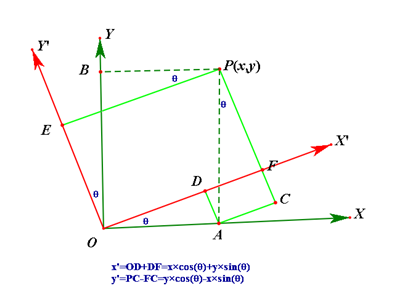 Y'
Y
B
P(x,y)
θ
θ
E
X'
F
D
θ
C
θ
X
O
A
x'=OD+DF=x×cos(θ)+y×sin(θ)
y'=PC-FC=y×cos(θ)-x×sin(θ)